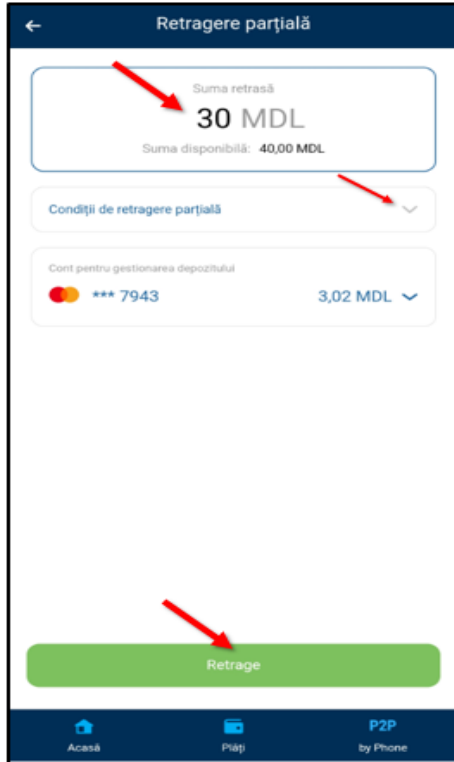 Retragere parțială
Suma retrasă
30 MDL
Suma disponibilă: 40,00 MDL
Condiții de retragere parțială
Cont pentru gestionarea depozitului
*** 7943 3,02 MDL
Retrage
Acasă Plăți P2P by Phone